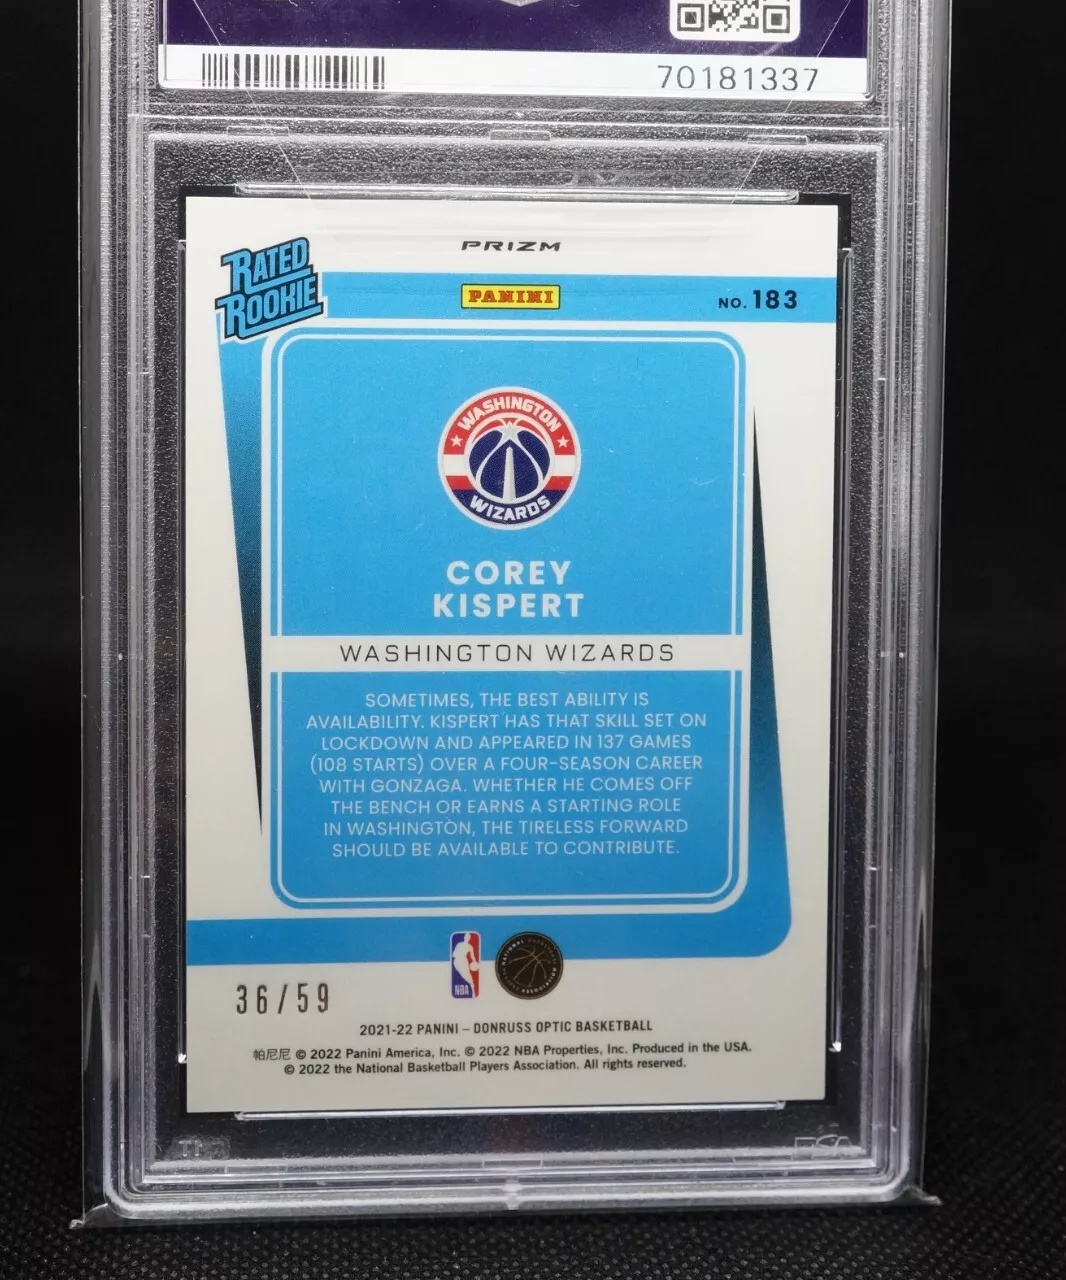 70181337
PRIZM
RATED
ROOKIE
PANINI
NO. 183
WASHINGTON
WIZARDS
COREY
KISPERT
WASHINGTON WIZARDS
SOMETIMES, THE BEST ABILITY IS
AVAILABILITY. KISPERT HAS THAT SKILL SET ON
LOCKDOWN AND APPEARED IN 137 GAMES
(108 STARTS) OVER A FOUR-SEASON CAREER
WITH GONZAGA. WHETHER HE COMES OFF
THE BENCH OR EARNS A STARTING ROLE
IN WASHINGTON, THE TIRELESS FORWARD
SHOULD BE AVAILABLE TO CONTRIBUTE.
NBA
36/59
2021-22 PANINI – DONRUSS OPTIC BASKETBALL
帕尼尼 © 2022 Panini America, Inc. © 2022 NBA Properties, Inc. Produced in the USA.
© 2022 the National Basketball Players Association. All rights reserved.
PSA